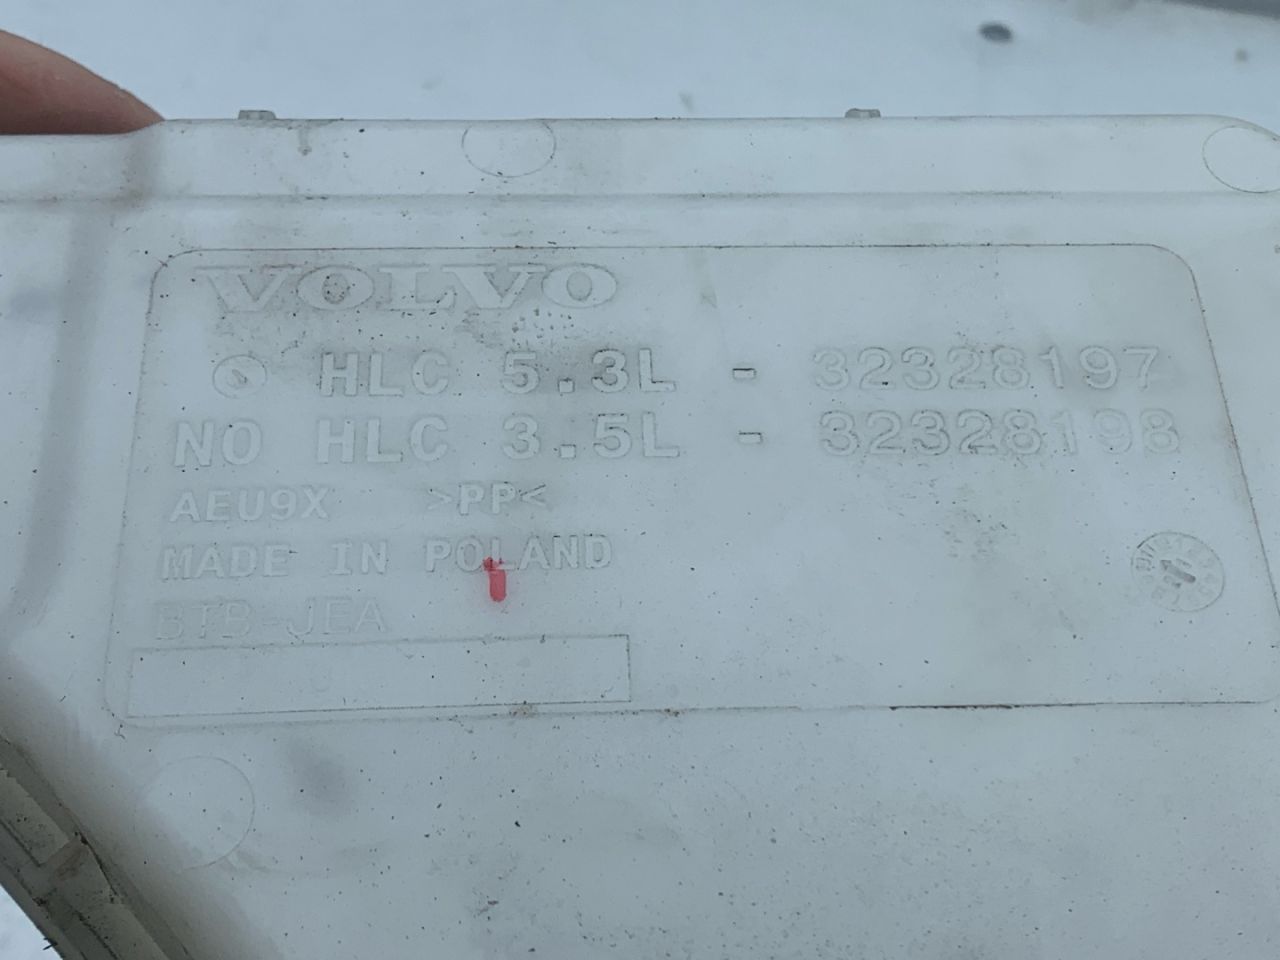 VOLVO
HLC 5.3L - 32328197
NO HLC 3.5L - 32328198
AEU9X >PP<
MADE IN POLAND
BTB-JEA